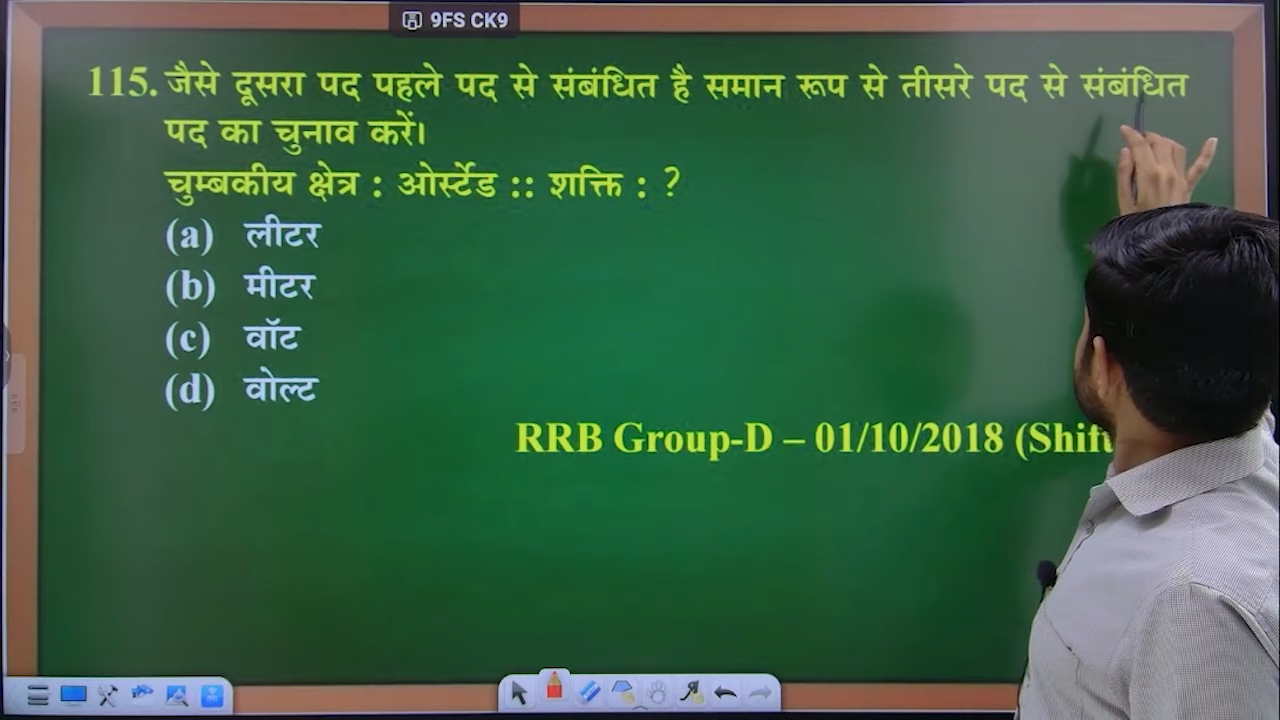 9FS CK9
115. जैसे दूसरा पद पहले पद से संबंधित है समान रूप से तीसरे पद से संबंधित
पद का चुनाव करें।
चुम्बकीय क्षेत्र : ओर्स्टेड :: शक्ति : ?
(a) लीटर
(b) मीटर
(c) वॉट
(d) वोल्ट
RRB Group-D – 01/10/2018 (Shift